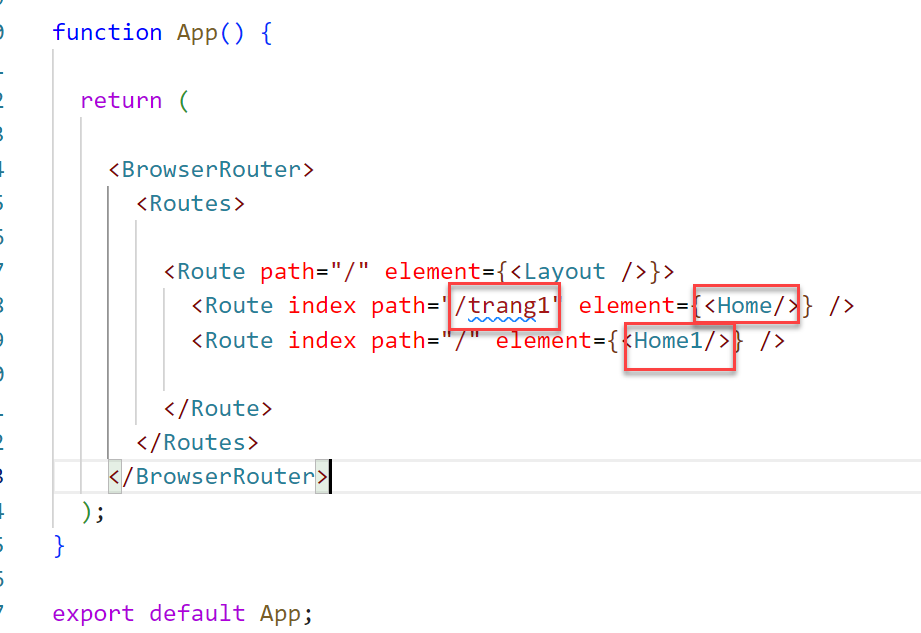 function App() {
return (
<BrowserRouter>
<Routes>
<Route path="/" element={<Layout />}>
<Route index path="/trang1" element={<Home/>} />
<Route index path="/" element={<Home1/>} />
</Route>
</Routes>
</BrowserRouter>
);
}
export default App;